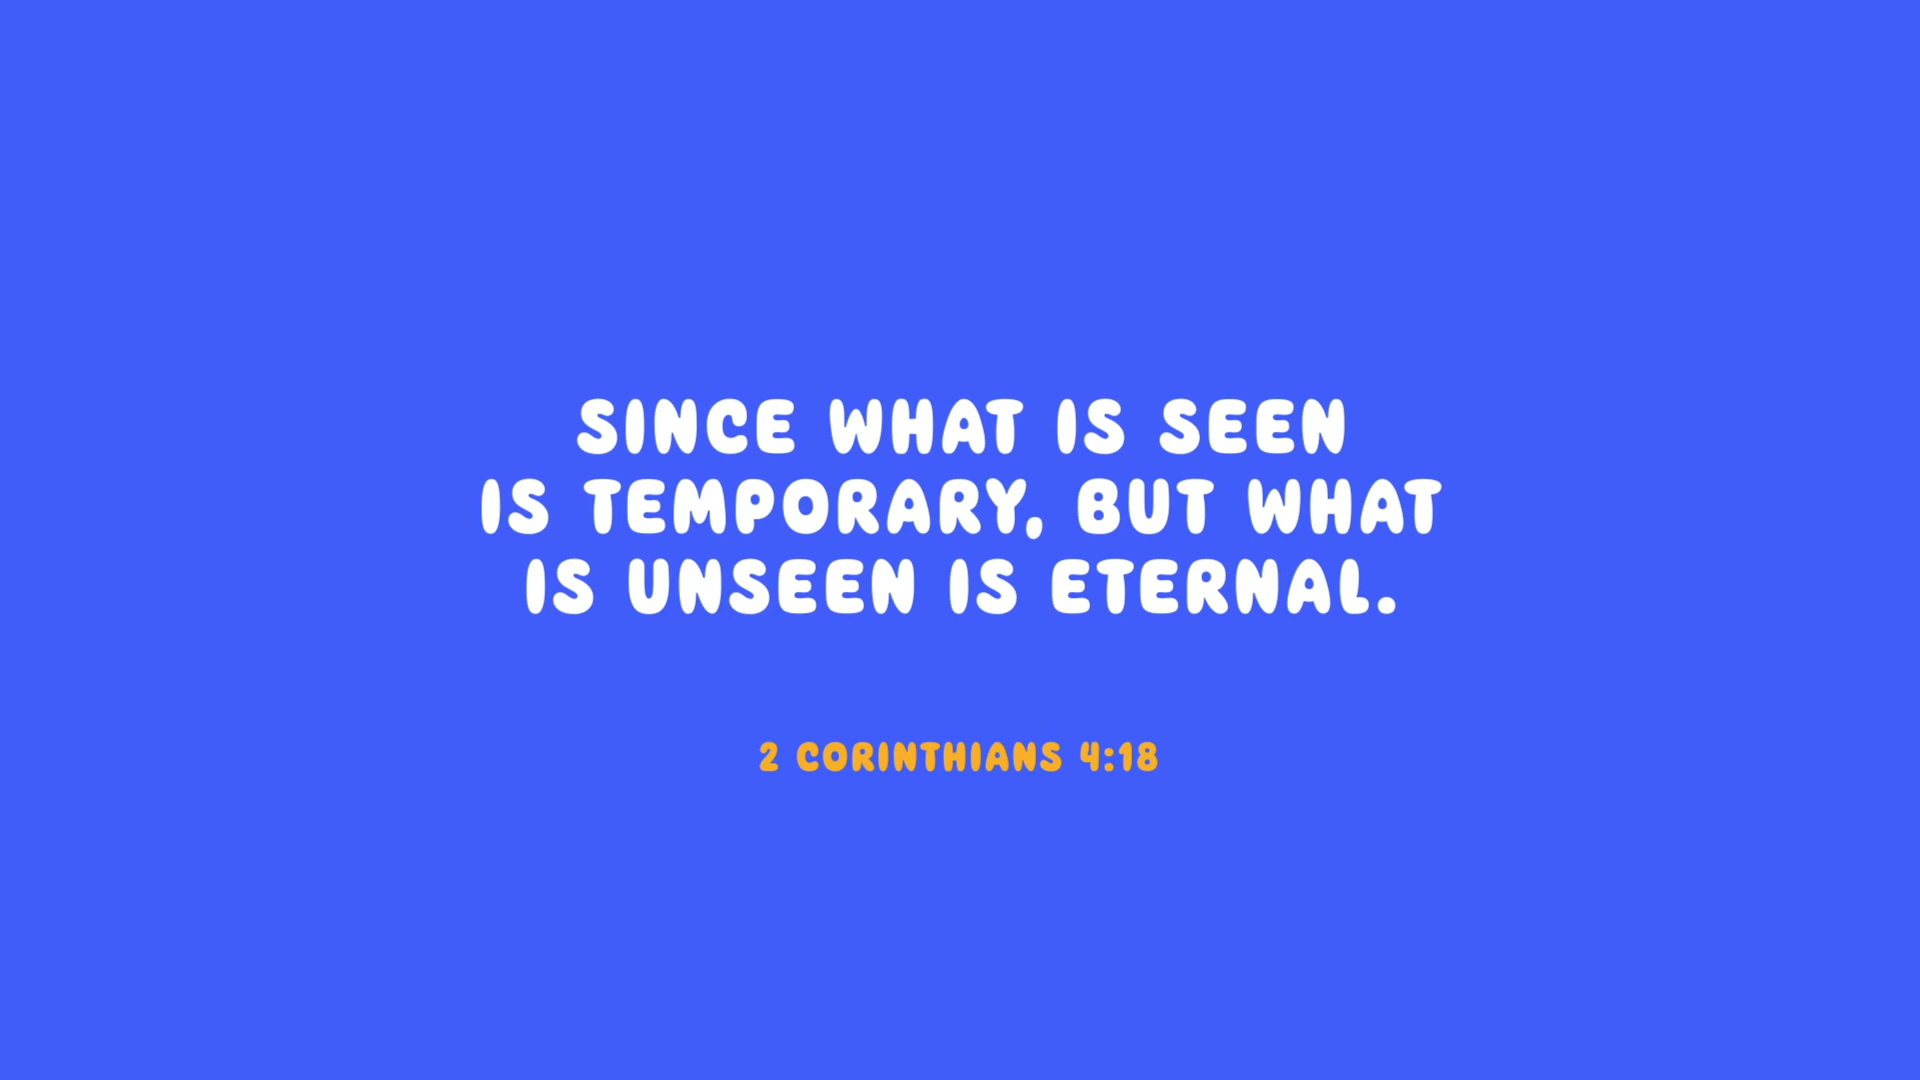 SINCE WHAT IS SEEN
IS TEMPORARY, BUT WHAT
IS UNSEEN IS ETERNAL.
2 CORINTHIANS 4:18